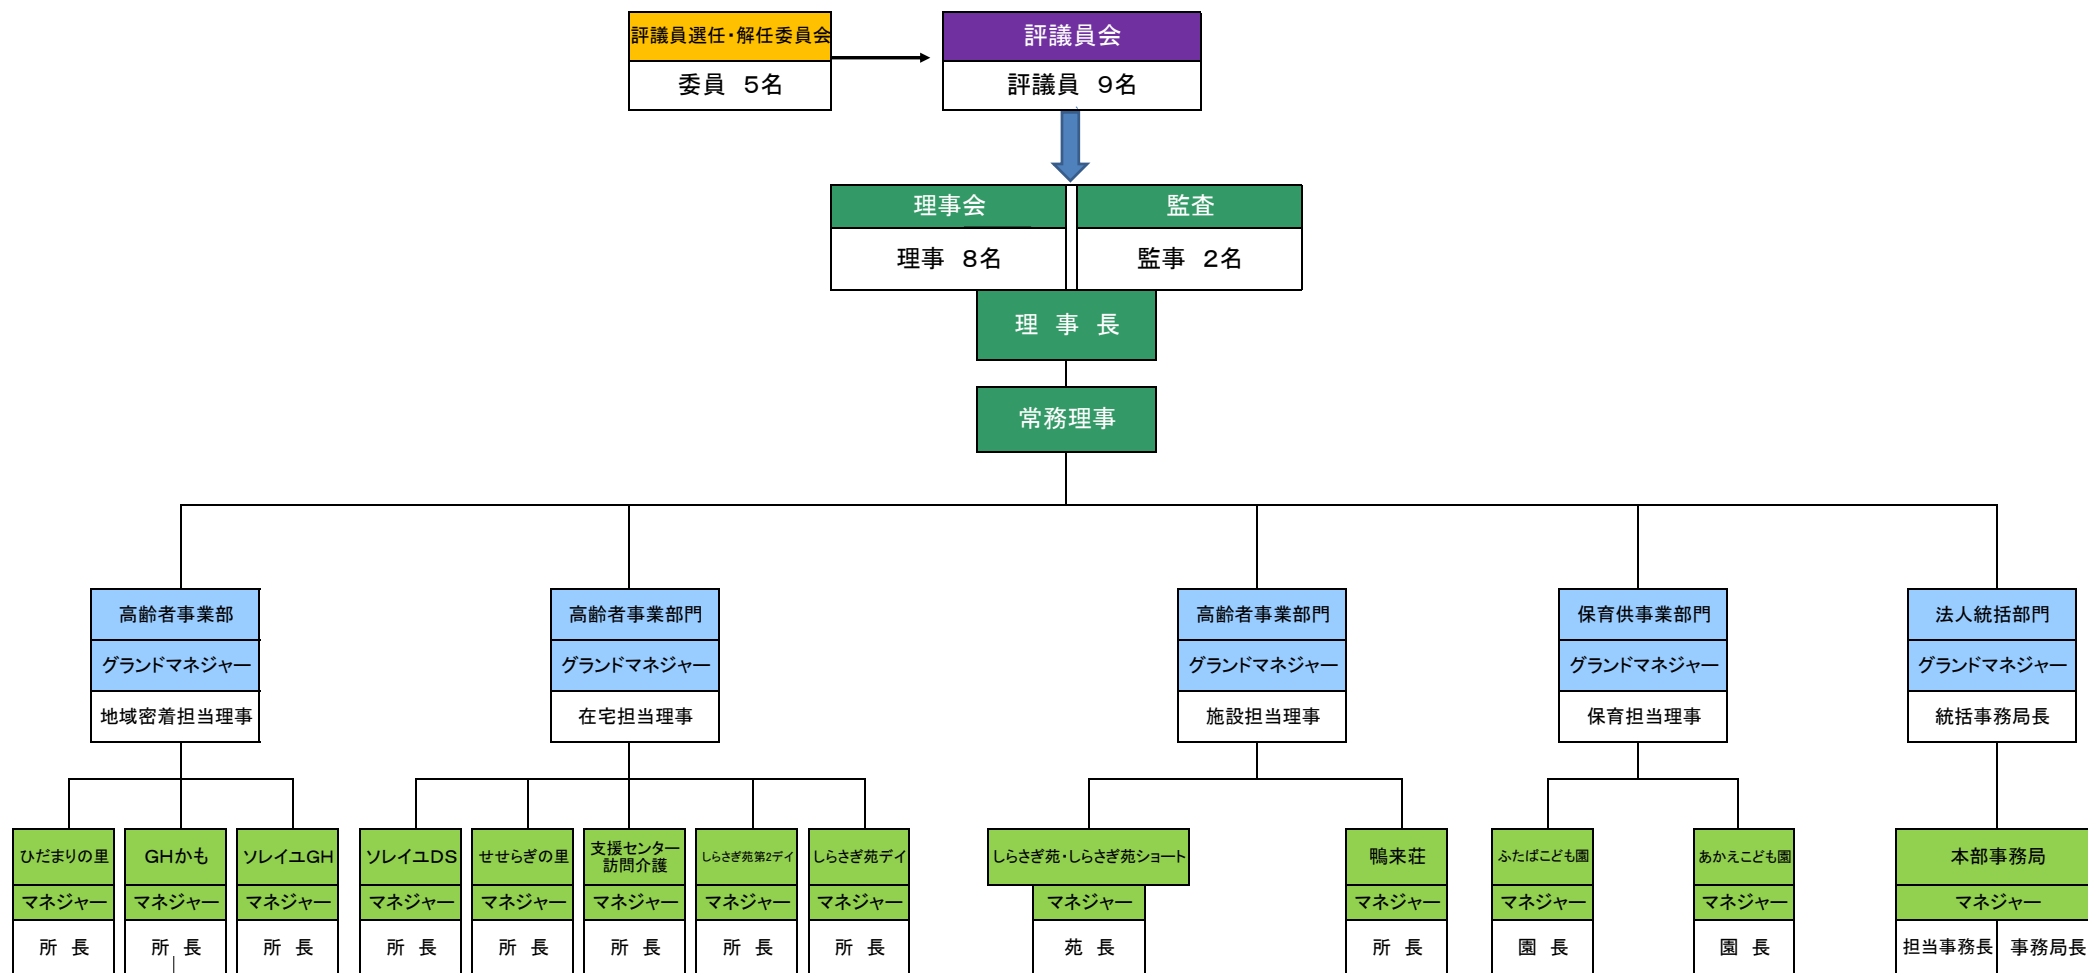 評議員選任・解任委員会
委員　５名
評議員会
評議員　９名
理事会
理事　８名
監査
監事　２名
理　事　長
常務理事
高齢者事業部
グランドマネジャー
地域密着担当理事
高齢者事業部門
グランドマネジャー
在宅担当理事
高齢者事業部門
グランドマネジャー
施設担当理事
保育供事業部門
グランドマネジャー
保育担当理事
法人統括部門
グランドマネジャー
統括事務局長
ひだまりの里
マネジャー
所　長
GHかも
マネジャー
所　長
ソレイユGH
マネジャー
所　長
ソレイユDS
マネジャー
所　長
せせらぎの里
マネジャー
所　長
支援センター
訪問介護
マネジャー
所　長
しらさぎ苑第2デイ
マネジャー
所　長
しらさぎ苑デイ
マネジャー
所　長
しらさぎ苑・しらさぎ苑ショート
マネジャー
苑　長
鴨来荘
マネジャー
所　長
ふたばこども園
マネジャー
園　長
あかえこども園
マネジャー
園　長
本部事務局
マネジャー
担当事務長
事務局長